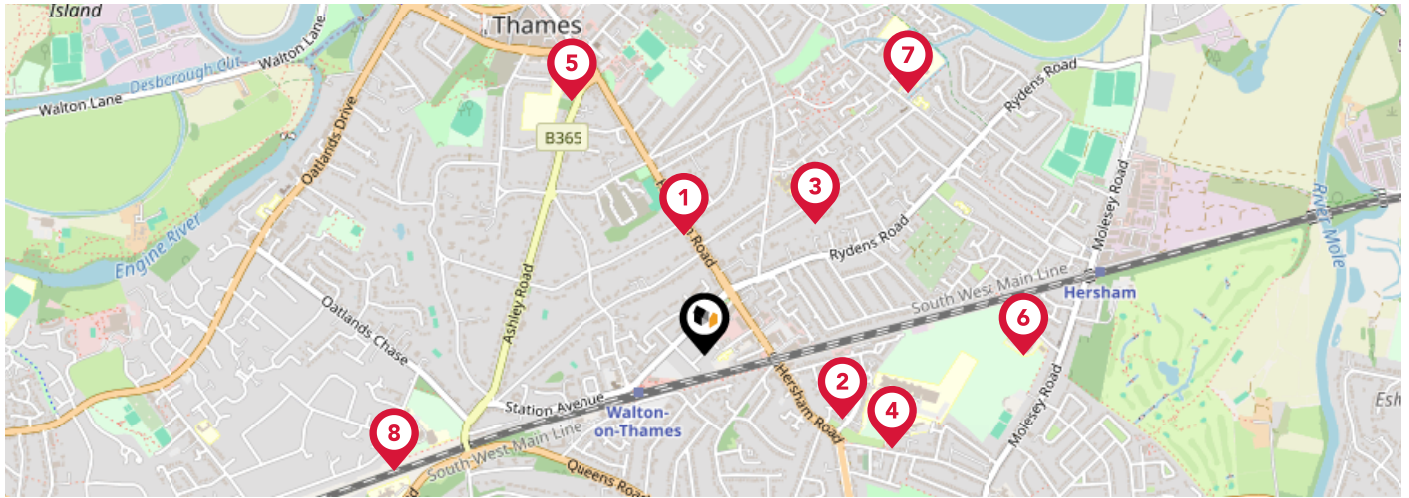 Island
Thames
Desbrough Cut
Walton Lane
Walton Lane
7
5
Rydens Road
B365
Oatlands Drive
3
1
Road
Molesey Road
River Mole
Engine River
Rydens Road
South West Main Line
Hersham
Ashley Road
Oatlands Chase
6
Hersham Road
2
4
Station Avenue
Walton-
on-Thames
Molesey Road
8
South West Main Line
Queens Road